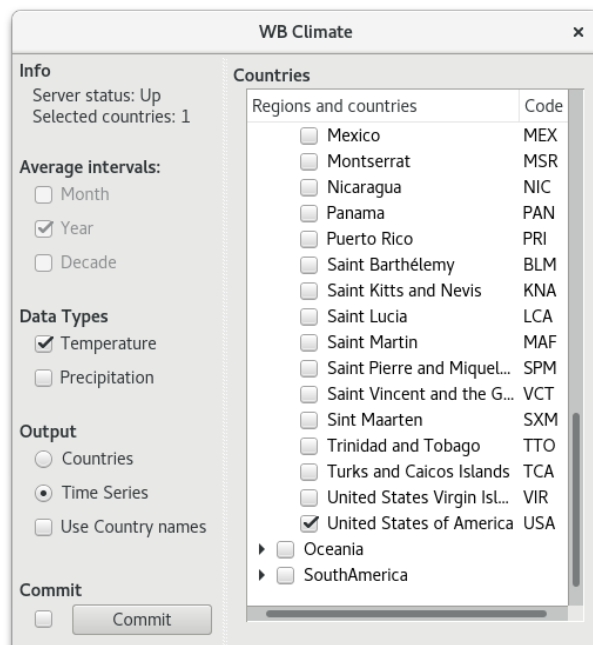 WB Climate
Info
Server status: Up
Selected countries: 1
Average intervals:
Month
Year
Decade
Data Types
Temperature
Precipitation
Output
Countries
Time Series
Use Country names
Commit
Commit
Countries
Regions and countries Code
Mexico MEX
Montserrat MSR
Nicaragua NIC
Panama PAN
Puerto Rico PRI
Saint Barthélemy BLM
Saint Kitts and Nevis KNA
Saint Lucia LCA
Saint Martin MAF
Saint Pierre and Miquel... SPM
Saint Vincent and the G... VCT
Sint Maarten SXM
Trinidad and Tobago TTO
Turks and Caicos Islands TCA
United States Virgin Isl... VIR
United States of America USA
Oceania
SouthAmerica